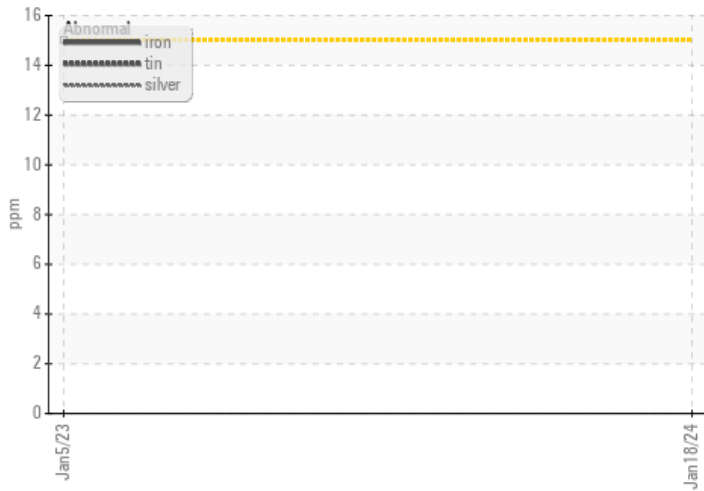 16
14
12
10
8
6
4
2
0
ppm
Abnormal
iron
tin
silver
Jan5/23
Jan18/24